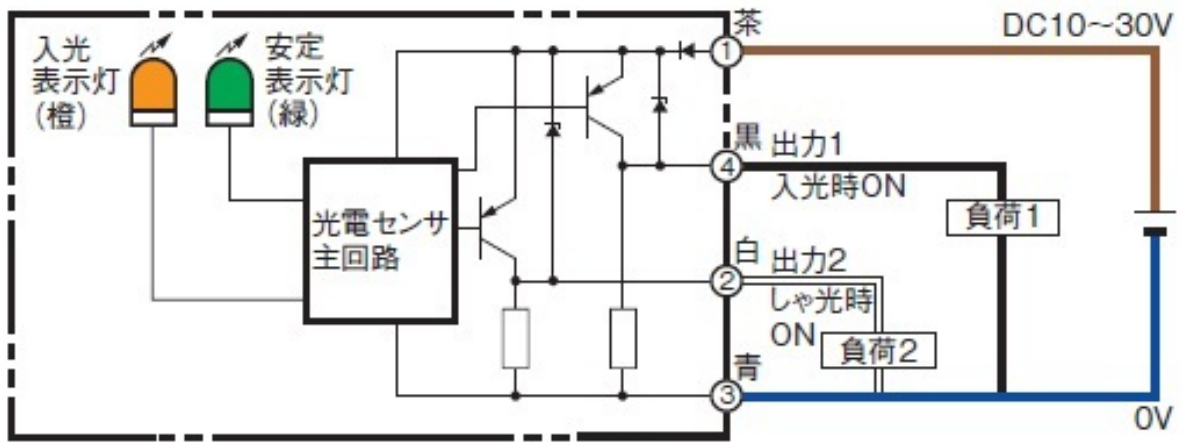 入光
表示灯
(橙)
安定
表示灯
(緑)
光電センサ
主回路
茶
①
DC10～30V
黒
④
出力1
入光時ON
負荷1
白
②
出力2
しゃ光時
ON
負荷2
青
③
0V